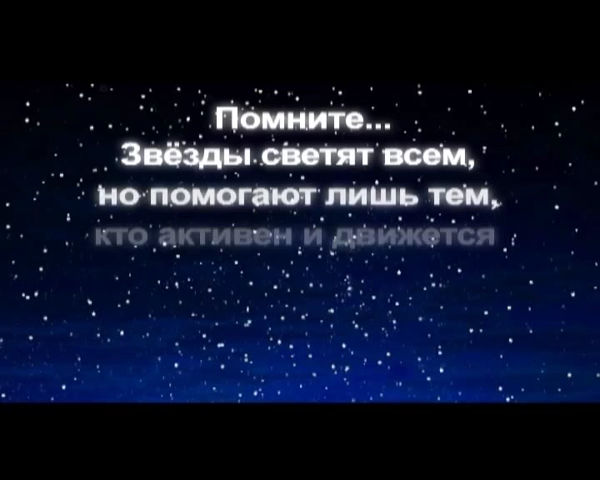 Помните...
Звёзды светят всем,
но помогают лишь тем,
кто активен и движется